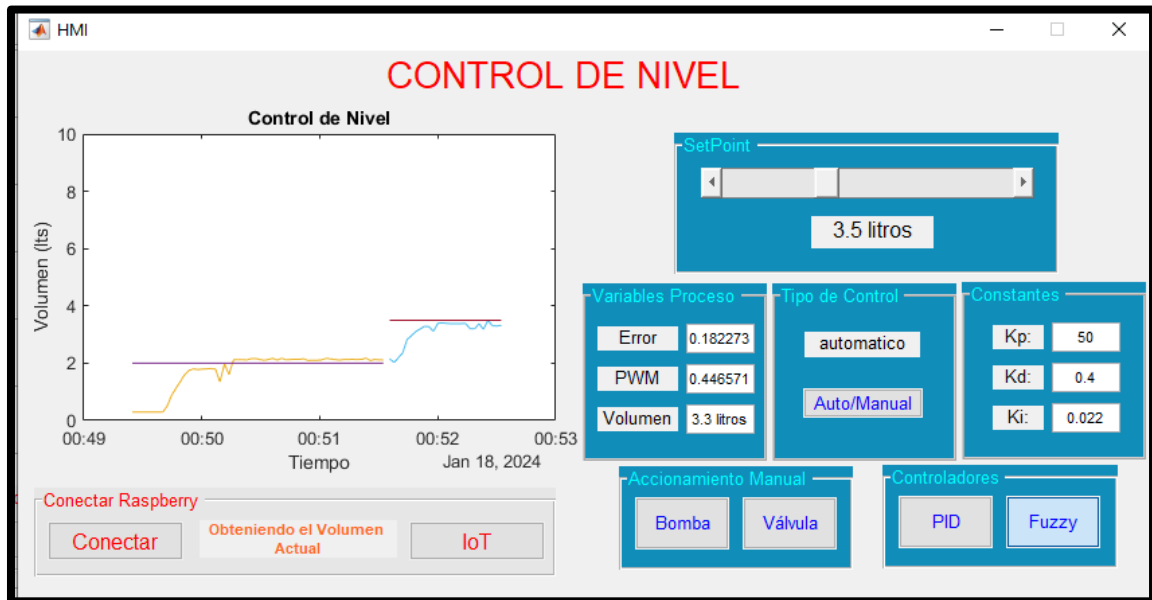 HMI
CONTROL DE NIVEL
Control de Nivel
10
8
6
4
2
0
Volumen (lts)
00:49 00:50 00:51 00:52 00:53
Tiempo
Jan 18, 2024
SetPoint
3.5 litros
Variables Proceso
Error 0.182273
PWM 0.446571
Volumen 3.3 litros
Tipo de Control
automatico
Auto/Manual
Constantes
Kp: 50
Kd: 0.4
Ki: 0.022
Conectar Raspberry
Conectar
Obteniendo el Volumen
Actual
IoT
Accionamiento Manual
Bomba Válvula
Controladores
PID Fuzzy